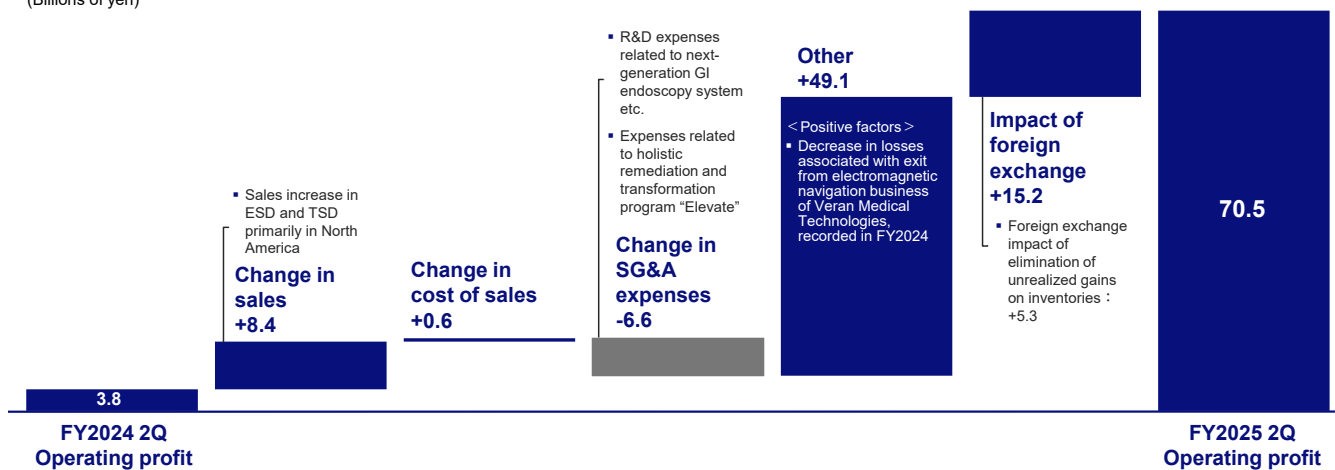 (Billions of yen)
3.8
FY2024 2Q
Operating profit
▪ Sales increase in
ESD and TSD
primarily in North
America
Change in
sales
+8.4
Change in
cost of sales
+0.6
▪ R&D expenses
related to next-
generation GI
endoscopy system
etc.
▪ Expenses related
to holistic
remediation and
transformation
program “Elevate”
Change in
SG&A
expenses
-6.6
Other
+49.1
＜Positive factors＞
▪ Decrease in losses
associated with exit
from electromagnetic
navigation business
of Veran Medical
Technologies,
recorded in FY2024
Impact of
foreign
exchange
+15.2
▪ Foreign exchange
impact of
elimination of
unrealized gains
on inventories：
+5.3
70.5
FY2025 2Q
Operating profit